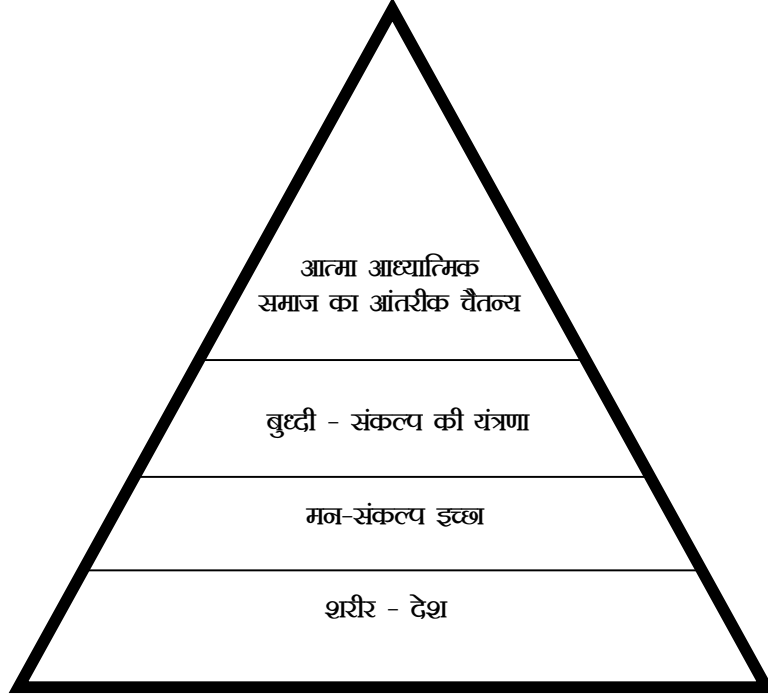 आत्मा आध्यात्मिक
समाज का आंतरीक चैतन्य
बुध्दी - संकल्प की यंत्रणा
मन-संकल्प इच्छा
शरीर - देश